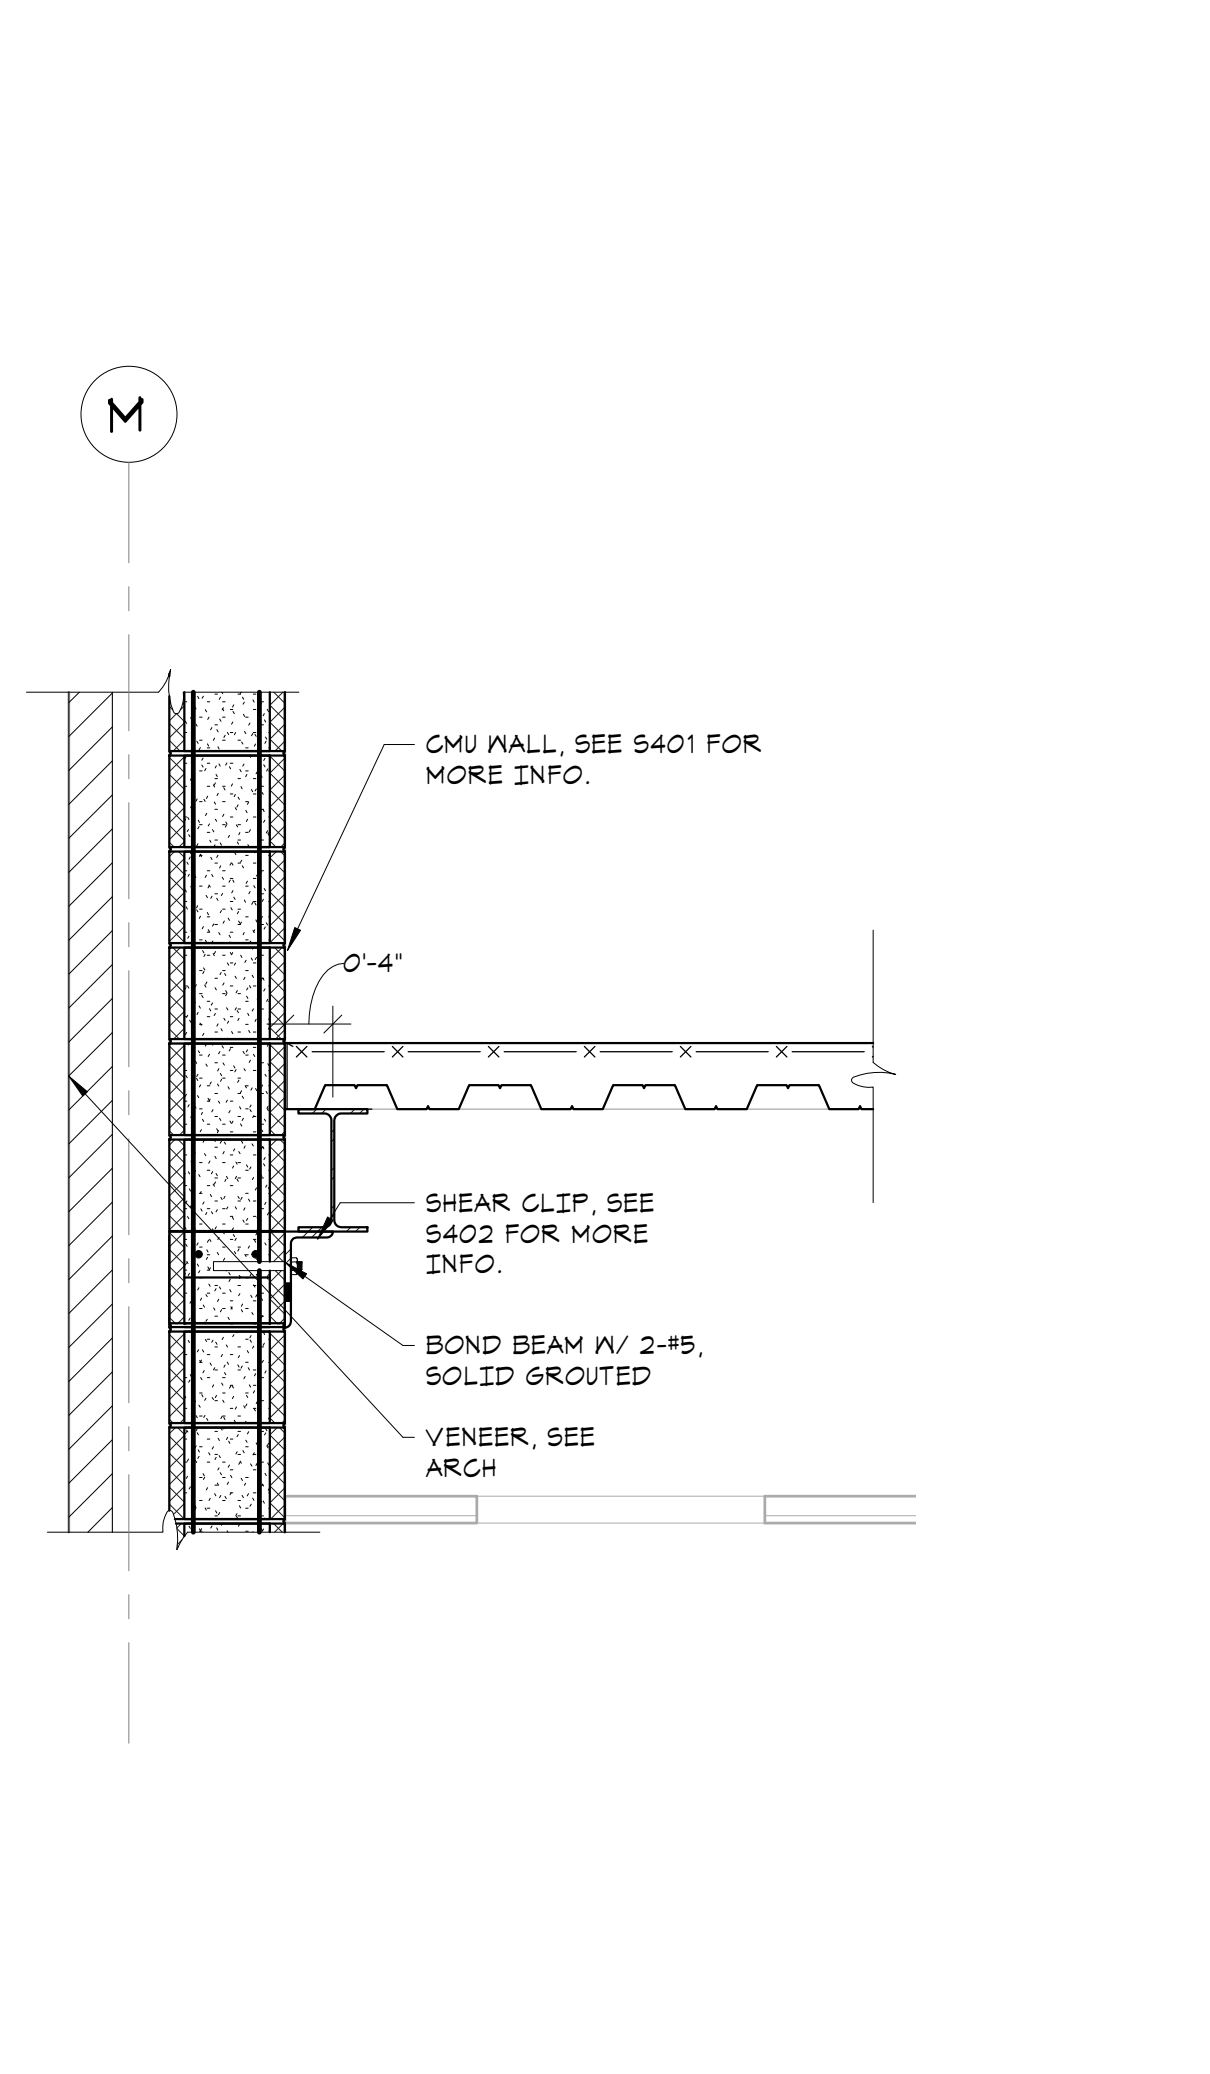 M
CMU WALL, SEE S401 FOR
MORE INFO.
0'-4"
SHEAR CLIP, SEE
S402 FOR MORE
INFO.
BOND BEAM W/ 2-#5,
SOLID GROUTED
VENEER, SEE
ARCH